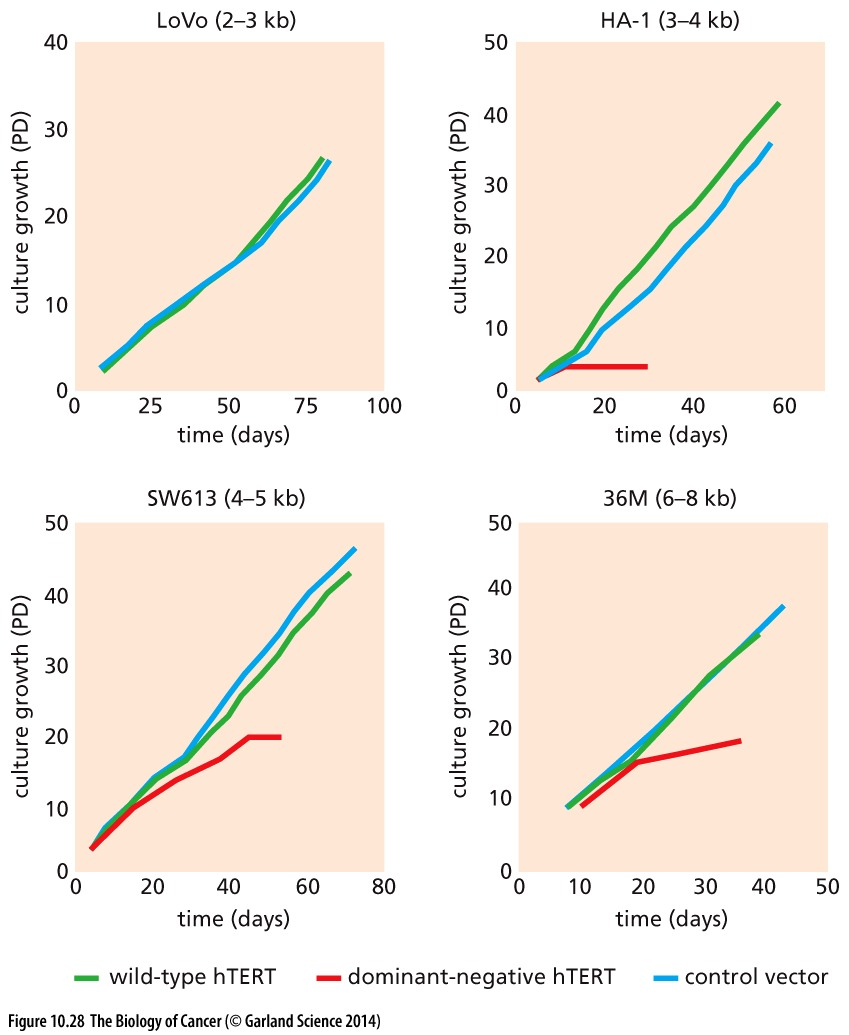 LoVo (2–3 kb)
40
30
20
10
0
culture growth (PD)
0 25 50 75 100
time (days)
HA-1 (3–4 kb)
50
40
30
20
10
0
culture growth (PD)
0 20 40 60
time (days)
SW613 (4–5 kb)
50
40
30
20
10
0
culture growth (PD)
0 20 40 60 80
time (days)
36M (6–8 kb)
50
40
30
20
10
0
culture growth (PD)
0 10 20 30 40 50
time (days)
wild-type hTERT dominant-negative hTERT control vector
Figure 10.28 The Biology of Cancer (© Garland Science 2014)